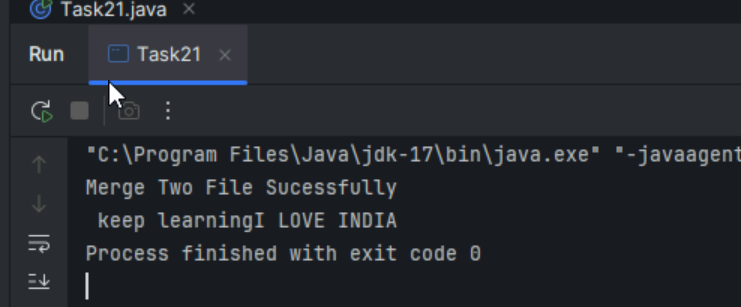 Task21.java
Run Task21
"C:\Program Files\Java\jdk-17\bin\java.exe" "-javaagent
Merge Two File Sucessfully
 keep learningI LOVE INDIA
Process finished with exit code 0